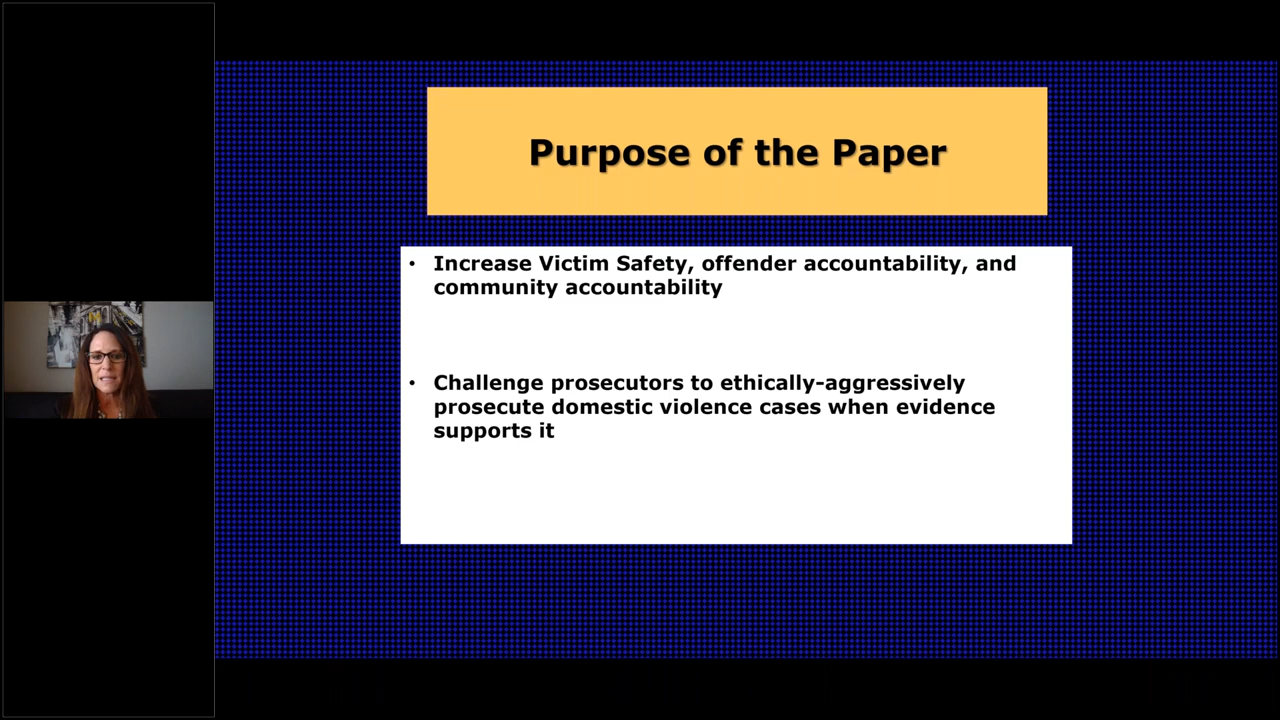 Purpose of the Paper
• Increase Victim Safety, offender accountability, and
community accountability
• Challenge prosecutors to ethically-aggressively
prosecute domestic violence cases when evidence
supports it